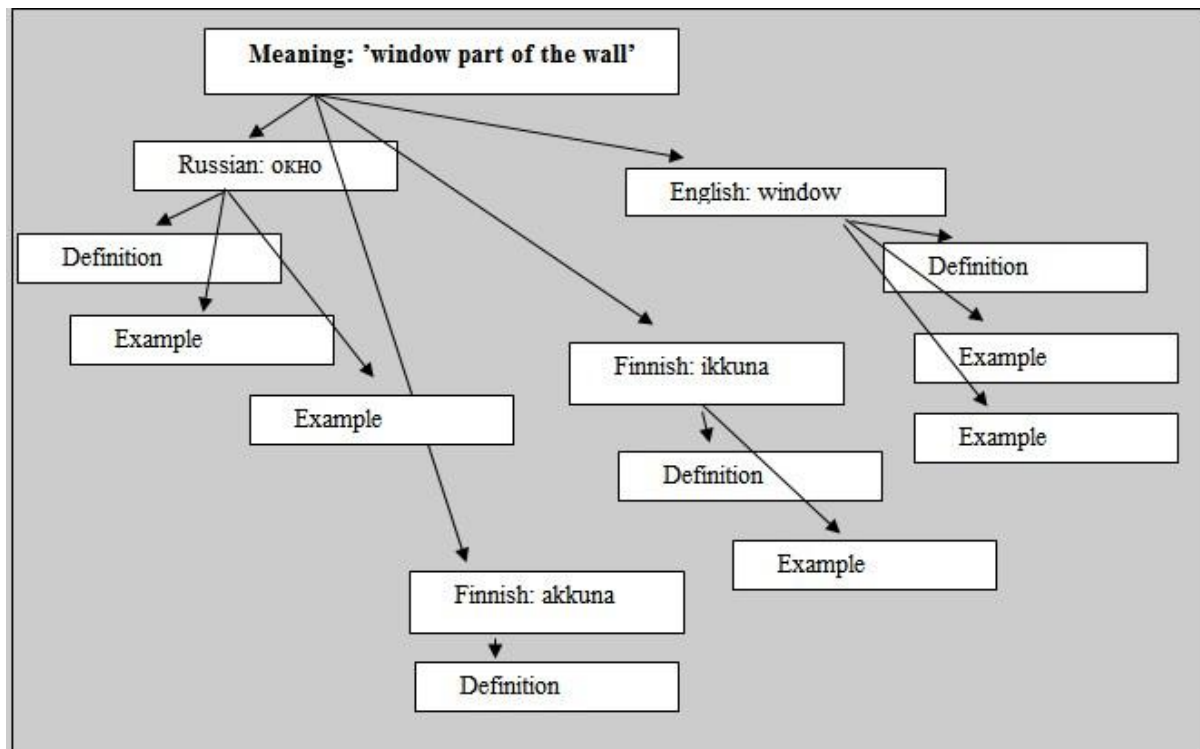 Meaning: ’window part of the wall’
Russian: окно
English: window
Definition
Definition
Example
Example
Finnish: ikkuna
Example
Example
Definition
Example
Finnish: akkuna
Definition